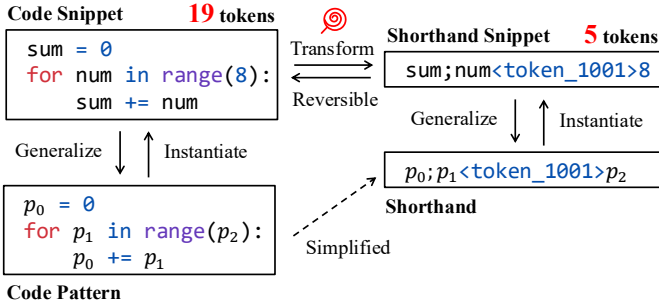 Code Snippet
19 tokens
sum = 0
for num in range(8):
sum += num
Transform
Reversible
Shorthand Snippet
5 tokens
sum;num<token_1001>8
Generalize
Instantiate
Generalize
Instantiate
p₀;p₁<token_1001>p₂
Shorthand
p₀ = 0
for p₁ in range(p₂):
p₀ += p₁
Simplified
Code Pattern